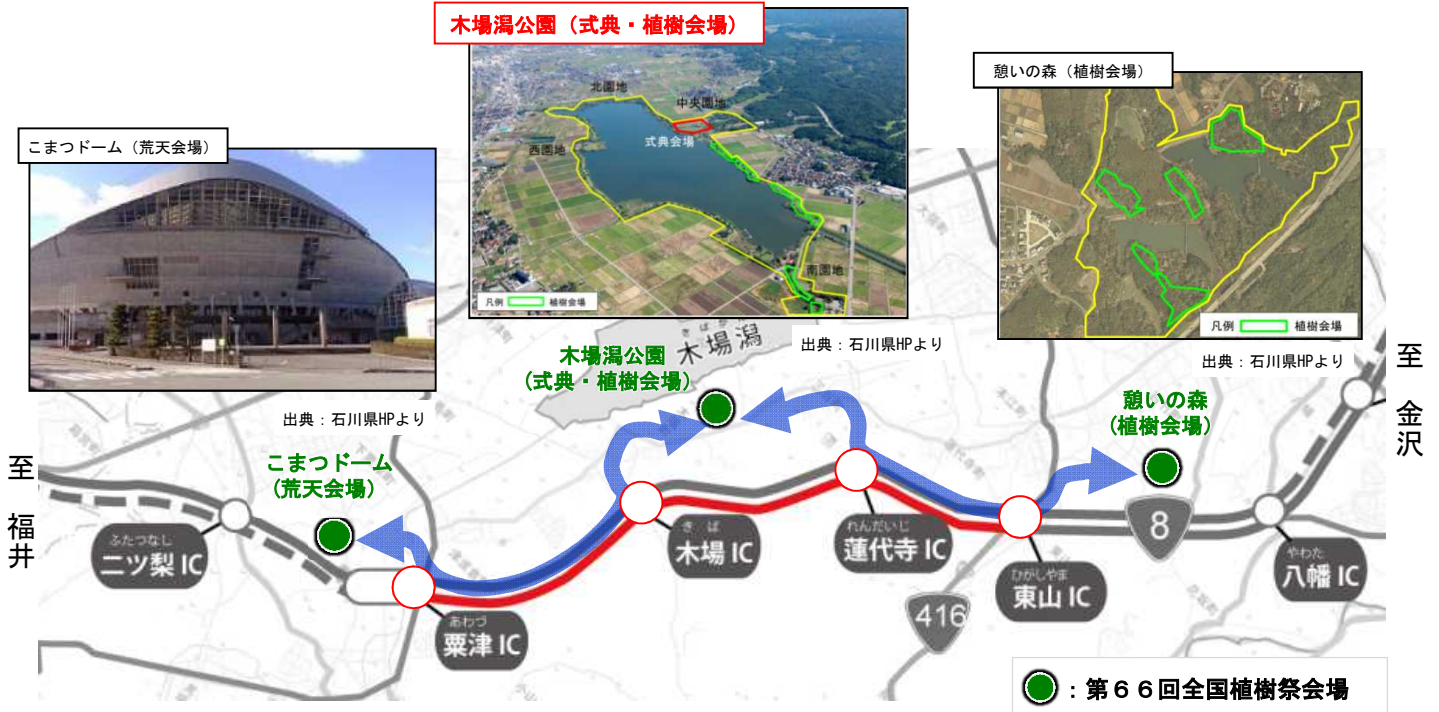 木場潟公園(式典・植樹会場)
北園地
中央園地
式典会場
西園地
南園地
凡例
植樹会場
出典:石川県HPより
憩いの森(植樹会場)
凡例
植樹会場
出典:石川県HPより
こまつドーム(荒天会場)
出典:石川県HPより
きばがた
木場潟
木場潟公園
(式典・植樹会場)
憩いの森
(植樹会場)
こまつドーム
(荒天会場)
至 福井
至 金沢
ふたつなし
二ツ梨 IC
あわづ
粟津 IC
きば
木場 IC
れんだいじ
蓮代寺 IC
ひがしやま
東山 IC
やわた
八幡 IC
8
416
:第66回全国植樹祭会場